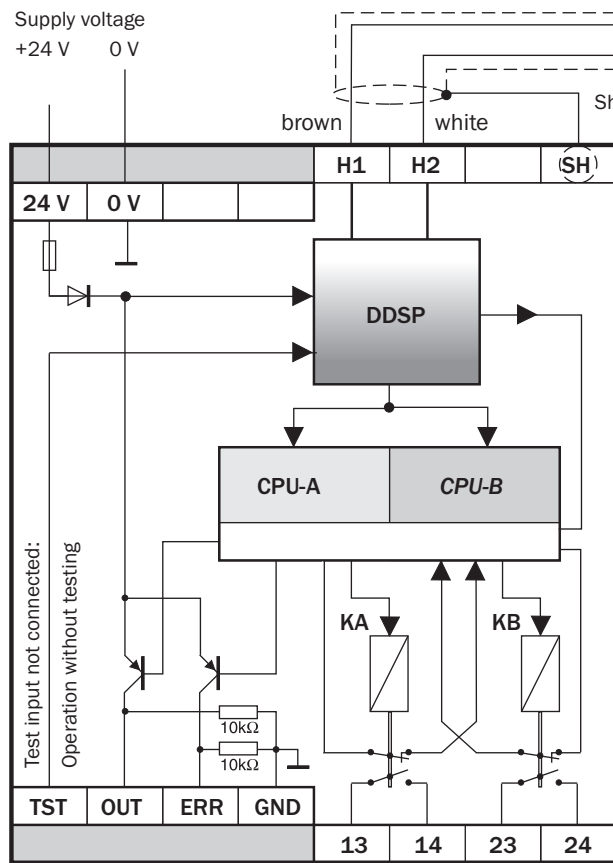 Supply voltage
+24 V 0 V
brown white
H1 H2 SH
24 V 0 V
DDSP
CPU-A CPU-B
KA KB
Test input not connected:
Operation without testing
10kΩ
10kΩ
TST OUT ERR GND
13 14 23 24